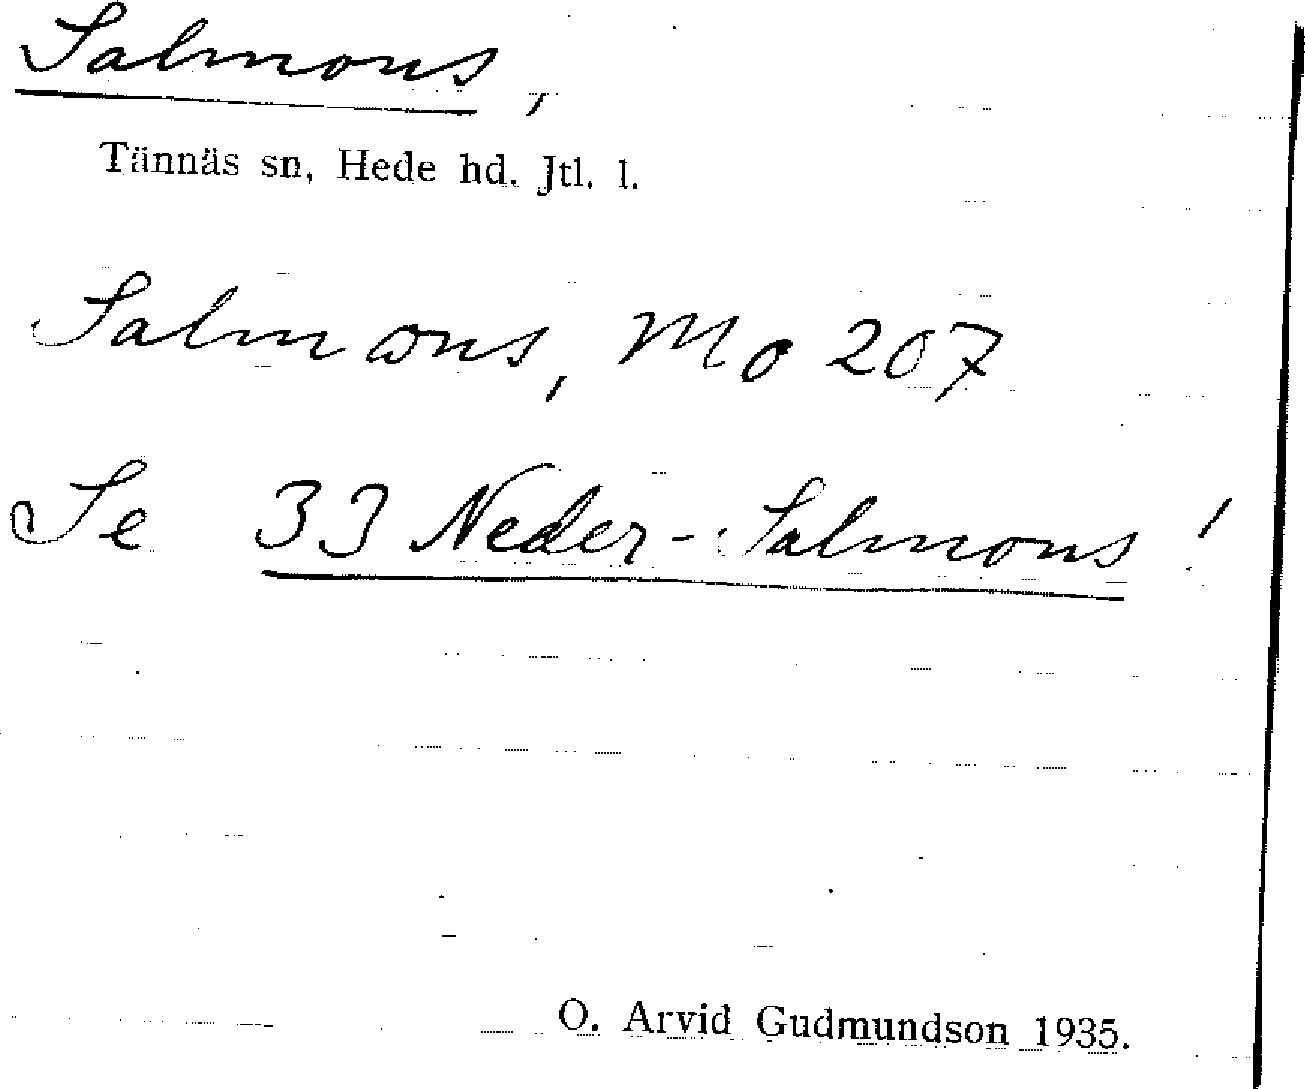 Salmons,
Tännäs sn, Hede hd. Jtl. l.
Salmons, Mo 207
Se 33 Neder-Salmons!
O. Arvid Gudmundson 1935.